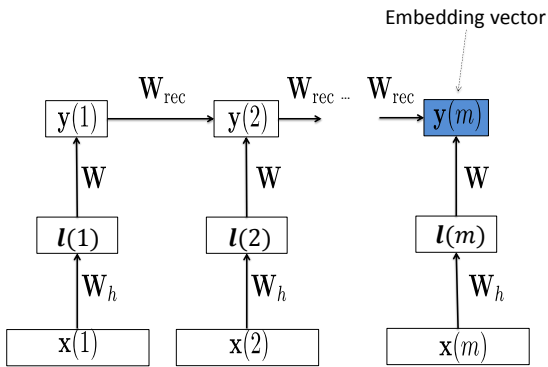 Embedding vector
W_rec W_rec ... W_rec
y(1) y(2) y(m)
W W W
l(1) l(2) l(m)
W_h W_h W_h
x(1) x(2) x(m)